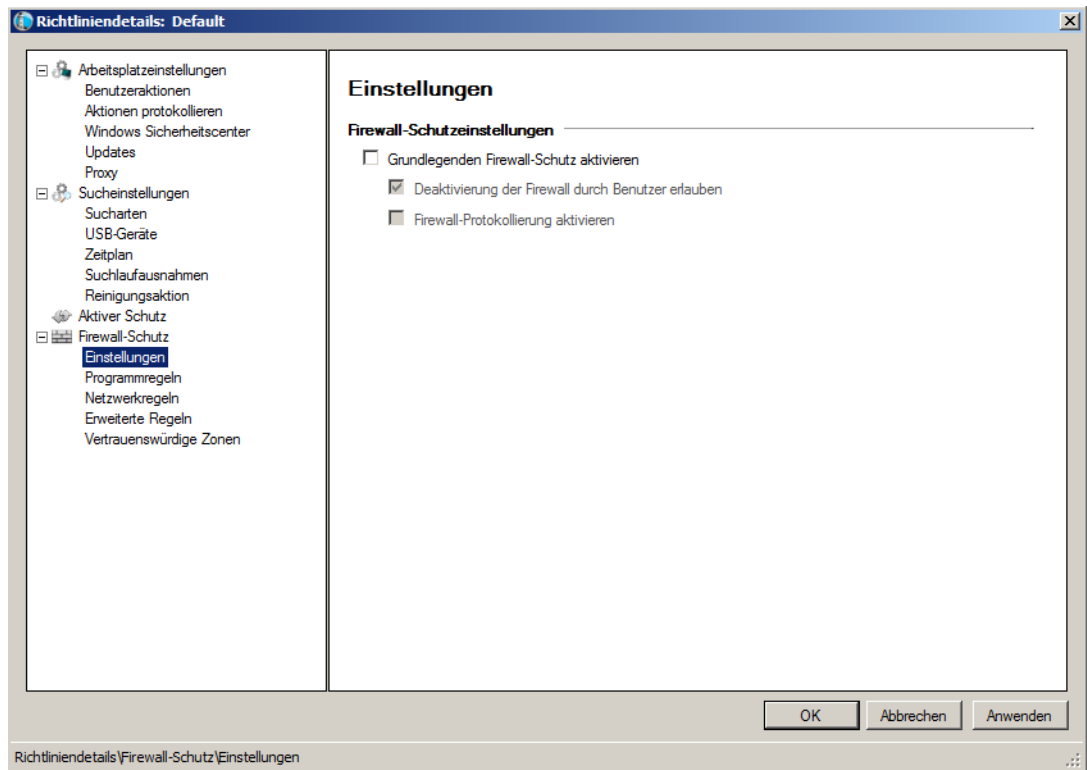 Richtliniendetails: Default
Arbeitsplatzeinstellungen
Benutzeraktionen
Aktionen protokollieren
Windows Sicherheitscenter
Updates
Proxy
Sucheinstellungen
Sucharten
USB-Geräte
Zeitplan
Suchlaufausnahmen
Reinigungsaktion
Aktiver Schutz
Firewall-Schutz
Einstellungen
Programmregeln
Netzwerkregeln
Erweiterte Regeln
Vertrauenswürdige Zonen
Einstellungen
Firewall-Schutzeinstellungen
Grundlegenden Firewall-Schutz aktivieren
Deaktivierung der Firewall durch Benutzer erlauben
Firewall-Protokollierung aktivieren
OK Abbrechen Anwenden
Richtliniendetails\Firewall-Schutz\Einstellungen